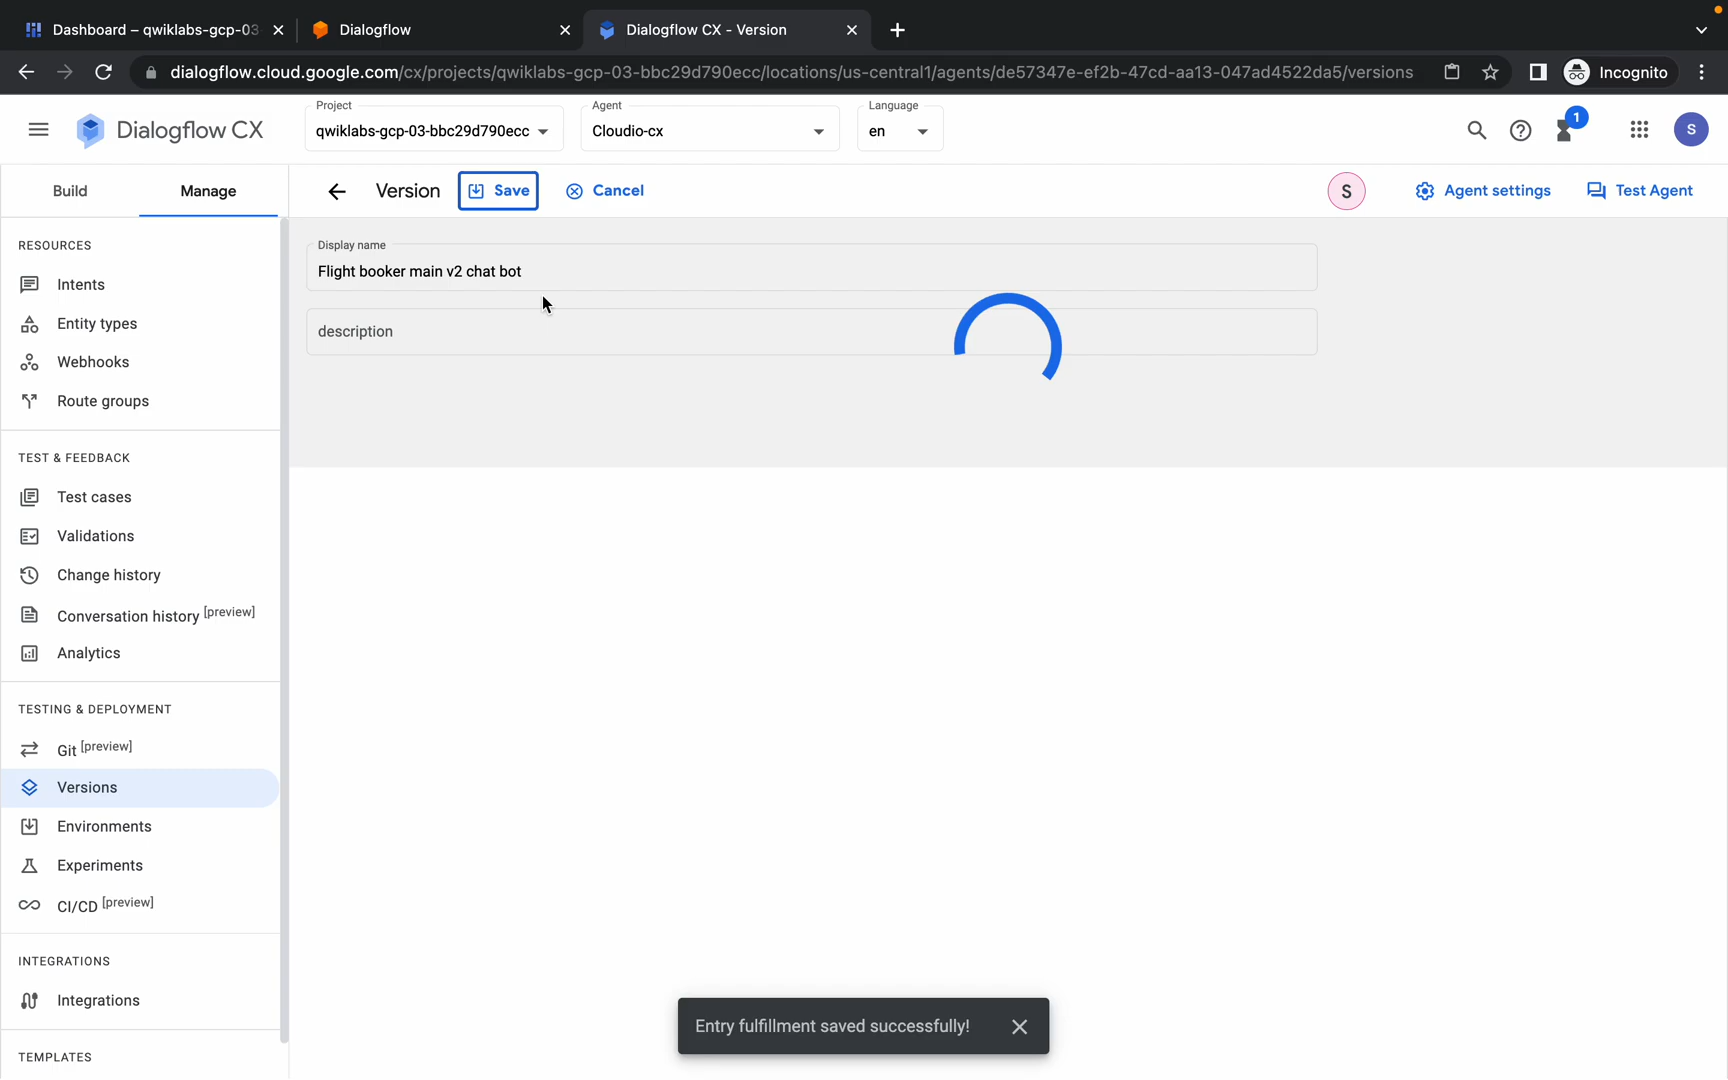 Dashboard – qwiklabs-gcp-03
Dialogflow
Dialogflow CX - Version
dialogflow.cloud.google.com/cx/projects/qwiklabs-gcp-03-bbc29d790ecc/locations/us-central1/agents/de57347e-ef2b-47cd-aa13-047ad4522da5/versions
Incognito
Dialogflow CX
Project
qwiklabs-gcp-03-bbc29d790ecc
Agent
Cloudio-cx
Language
en
1
S
Build
Manage
Version
Save
Cancel
S
Agent settings
Test Agent
RESOURCES
Intents
Entity types
Webhooks
Route groups
TEST & FEEDBACK
Test cases
Validations
Change history
Conversation history [preview]
Analytics
TESTING & DEPLOYMENT
Git [preview]
Versions
Environments
Experiments
CI/CD [preview]
INTEGRATIONS
Integrations
TEMPLATES
Display name
Flight booker main v2 chat bot
description
Entry fulfillment saved successfully!